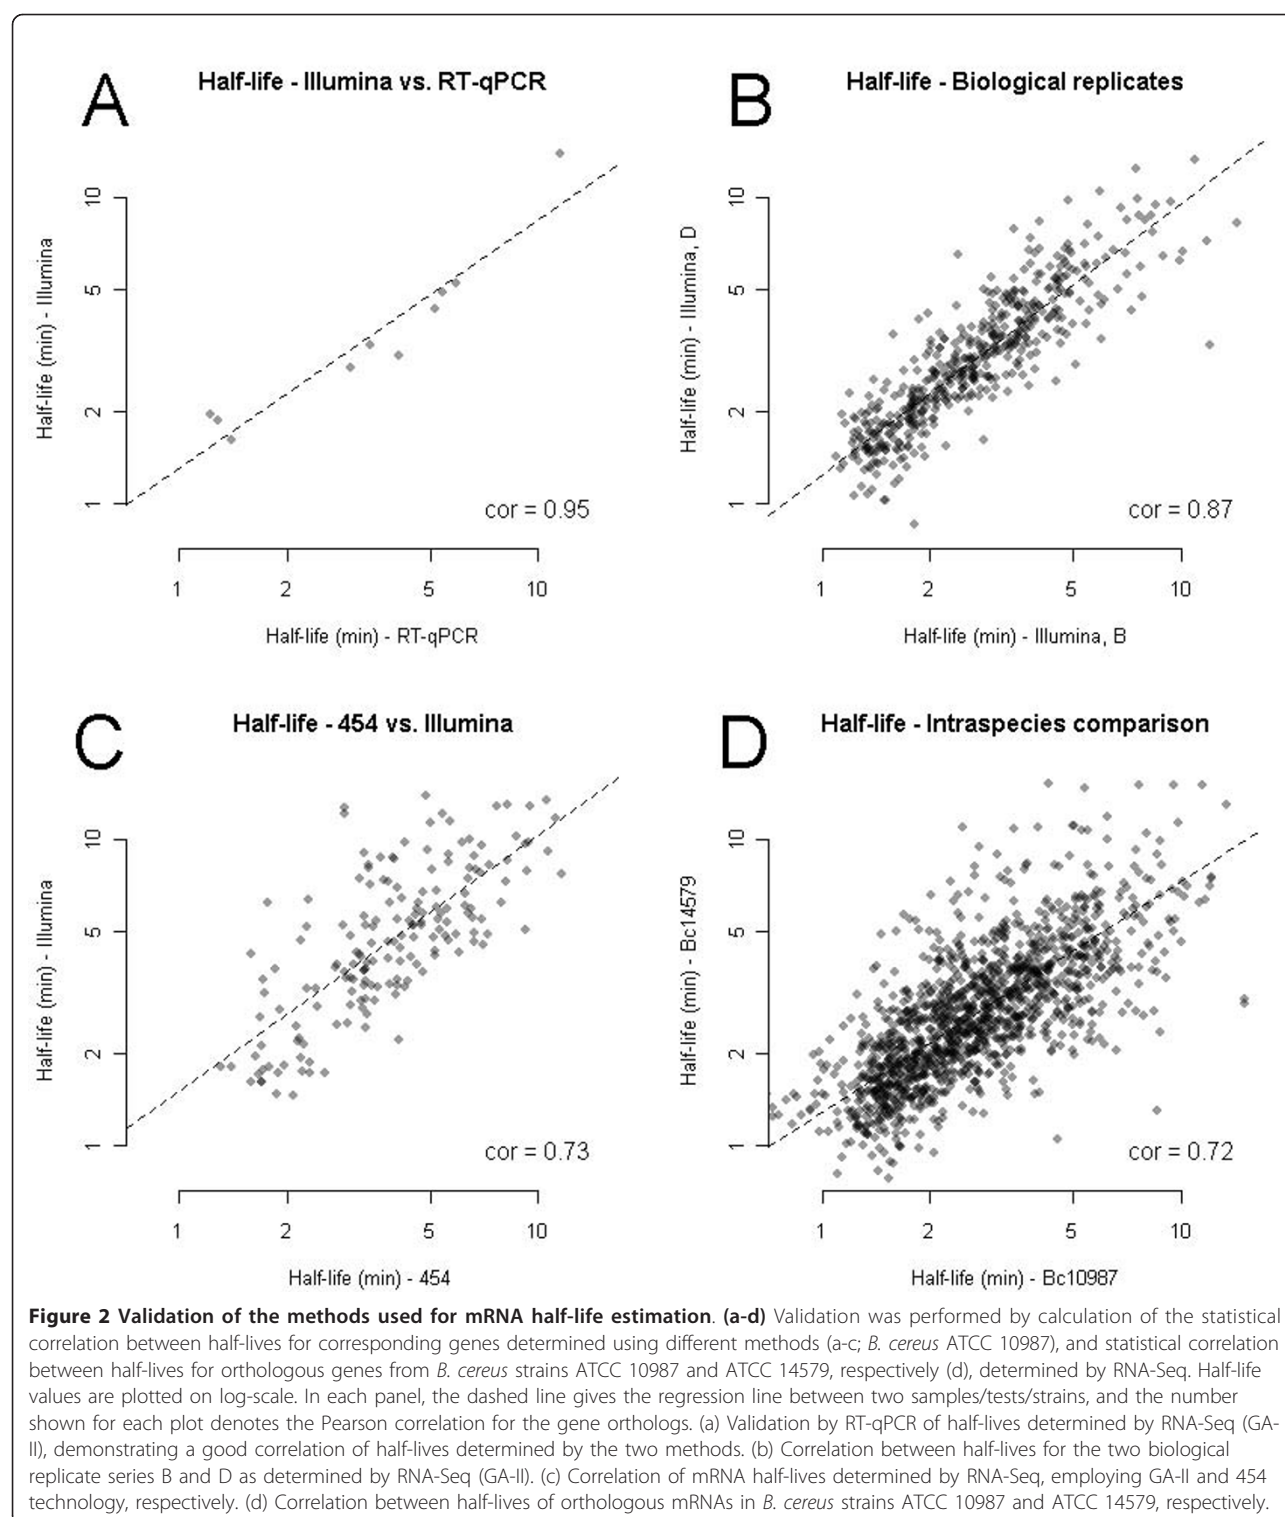 A
Half-life - Illumina vs. RT-qPCR
Half-life (min) - Illumina
10
5
2
1
cor = 0.95
1 2 5 10
Half-life (min) - RT-qPCR
B
Half-life - Biological replicates
Half-life (min) - Illumina, D
10
5
2
1
cor = 0.87
1 2 5 10
Half-life (min) - Illumina, B
C
Half-life - 454 vs. Illumina
Half-life (min) - Illumina
10
5
2
1
cor = 0.73
1 2 5 10
Half-life (min) - 454
D
Half-life - Intraspecies comparison
Half-life (min) - Bc14579
10
5
2
1
cor = 0.72
1 2 5 10
Half-life (min) - Bc10987
Figure 2 Validation of the methods used for mRNA half-life estimation. (a-d) Validation was performed by calculation of the statistical
correlation between half-lives for corresponding genes determined using different methods (a-c; B. cereus ATCC 10987), and statistical correlation
between half-lives for orthologous genes from B. cereus strains ATCC 10987 and ATCC 14579, respectively (d), determined by RNA-Seq. Half-life
values are plotted on log-scale. In each panel, the dashed line gives the regression line between two samples/tests/strains, and the number
shown for each plot denotes the Pearson correlation for the gene orthologs. (a) Validation by RT-qPCR of half-lives determined by RNA-Seq (GA-
II), demonstrating a good correlation of half-lives determined by the two methods. (b) Correlation between half-lives for the two biological
replicate series B and D as determined by RNA-Seq (GA-II). (c) Correlation of mRNA half-lives determined by RNA-Seq, employing GA-II and 454
technology, respectively. (d) Correlation between half-lives of orthologous mRNAs in B. cereus strains ATCC 10987 and ATCC 14579, respectively.